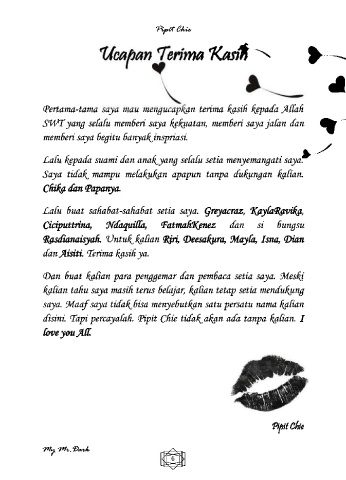 Pipit Chie
Ucapan Terima Kasih
Pertama-tama saya mau mengucapkan terima kasih kepada Allah
SWT yang selalu memberi saya kekuatan, memberi saya jalan dan
memberi saya begitu banyak inspriasi.
Lalu kepada suami dan anak yang selalu setia menyemangati saya.
Saya tidak mampu melakukan apapun tanpa dukungan kalian.
Chika dan Papanya.
Lalu buat sahabat-sahabat setia saya. Greyacraz, KaylaRavika,
Ciciputtrina, Ndaquilla, FatmahKenez dan si bungsu
Rasdianaisyah. Untuk kalian Riri, Deesakura, Mayla, Isna, Dian
dan Aisiti. Terima kasih ya.
Dan buat kalian para penggemar dan pembaca setia saya. Meski
kalian tahu saya masih terus belajar, kalian tetap setia mendukung
saya. Maaf saya tidak bisa menyebutkan satu persatu nama kalian
disini. Tapi percayalah. Pipit Chie tidak akan ada tanpa kalian. I
love you All.
Pipit Chie
My Mr.Dark
6